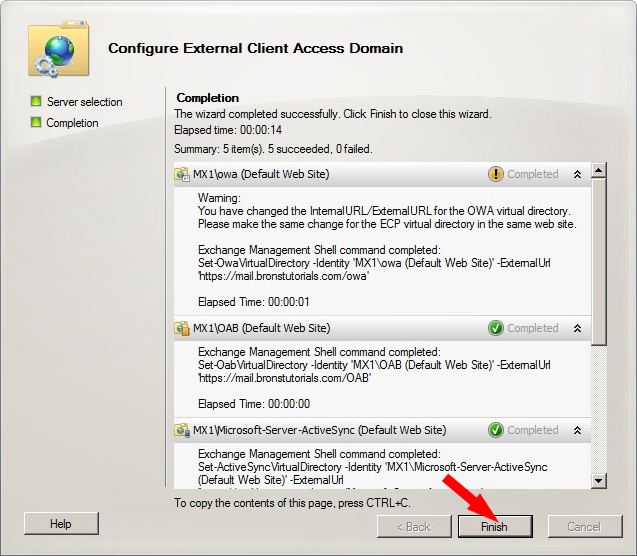 Configure External Client Access Domain
Server selection
Completion
Completion
The wizard completed successfully. Click Finish to close this wizard.
Elapsed time: 00:00:14
Summary: 5 item(s). 5 succeeded, 0 failed.
MX1\owa (Default Web Site) Completed
Warning:
You have changed the InternalURL/ExternalURL for the OWA virtual directory.
Please make the same change for the ECP virtual directory in the same web site.
Exchange Management Shell command completed:
Set-OwaVirtualDirectory -Identity 'MX1\owa (Default Web Site)' -ExternalUrl
'https://mail.bronstutorials.com/owa'
Elapsed Time: 00:00:01
MX1\OAB (Default Web Site) Completed
Exchange Management Shell command completed:
Set-OabVirtualDirectory -Identity 'MX1\OAB (Default Web Site)' -ExternalUrl
'https://mail.bronstutorials.com/OAB'
Elapsed Time: 00:00:00
MX1\Microsoft-Server-ActiveSync (Default Web Site) Completed
Exchange Management Shell command completed:
Set-ActiveSyncVirtualDirectory -Identity 'MX1\Microsoft-Server-ActiveSync
(Default Web Site)' -ExternalUrl
To copy the contents of this page, press CTRL+C.
Help
< Back
Finish
Cancel